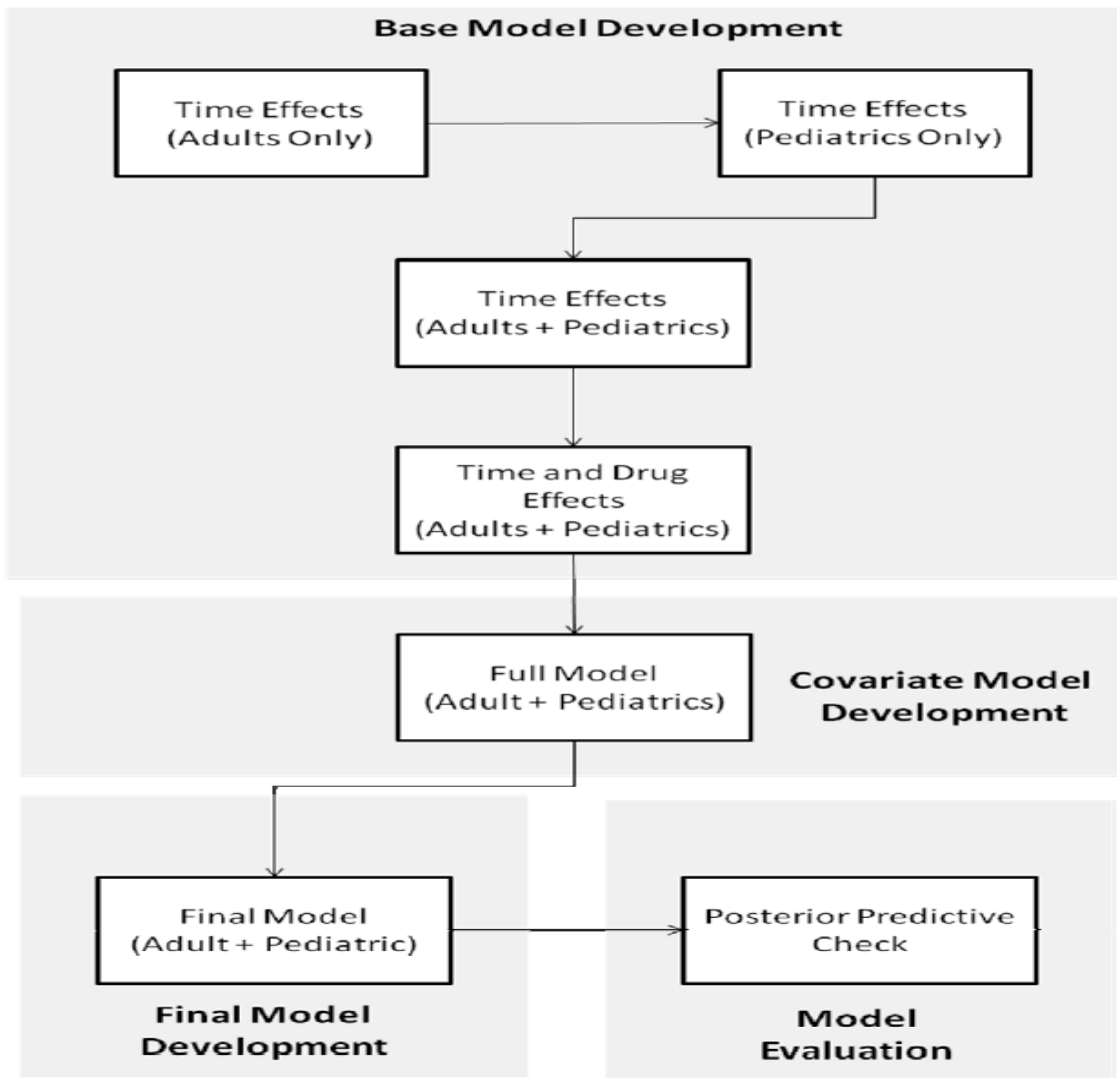 Base Model Development
Time Effects
(Adults Only)
Time Effects
(Pediatrics Only)
Time Effects
(Adults + Pediatrics)
Time and Drug
Effects
(Adults + Pediatrics)
Full Model
(Adult + Pediatrics)
Covariate Model
Development
Final Model
(Adult + Pediatric)
Final Model
Development
Posterior Predictive
Check
Model
Evaluation